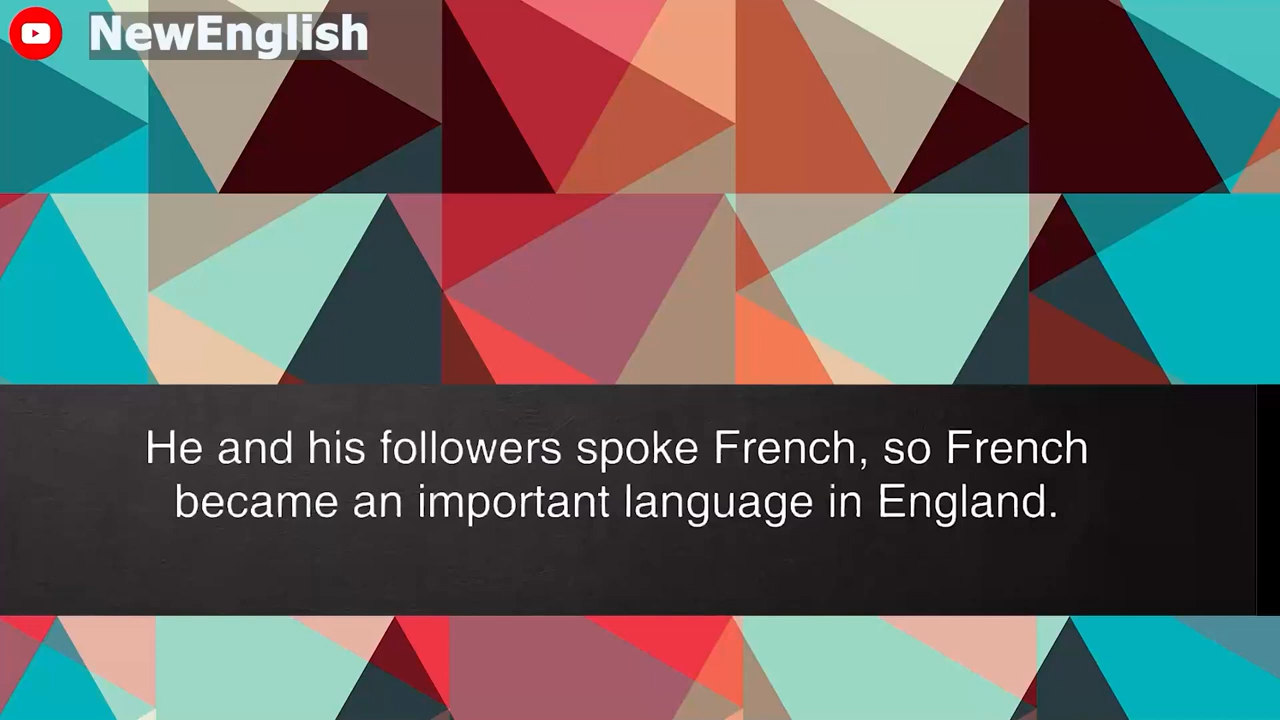 NewEnglish
He and his followers spoke French, so French
became an important language in England.